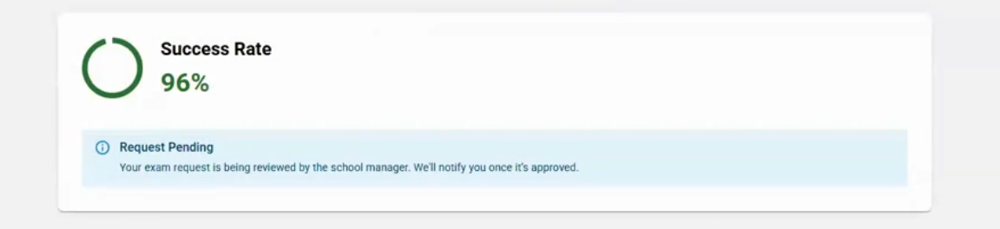 Success Rate
96%
Request Pending
Your exam request is being reviewed by the school manager. We'll notify you once it's approved.